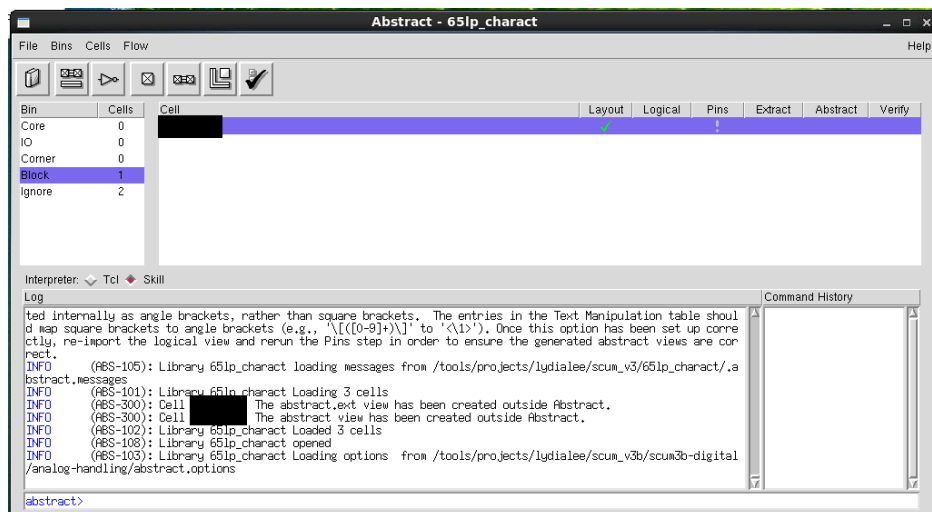 Abstract - 65lp_charact
File Bins Cells Flow Help
Bin Cells Cell Layout Logical Pins Extract Abstract Verify
Core 0
IO 0
Corner 0
Block 1
Ignore 2
Interpreter: Tcl Skill
Log Command History
ted internally as angle brackets, rather than square brackets. The entries in the Text Manipulation table shoul
d map square brackets to angle brackets (e.g., '\[([0-9]+)\]' to '<\1>'). Once this option has been set up corre
ctly, re-import the logical view and rerun the Pins step in order to ensure the generated abstract views are cor
rect.
INFO (ABS-105): Library 65lp_charact loading messages from /tools/projects/lydialee/scum_v3/65lp_charact/.a
bstract.messages
INFO (ABS-101): Library 65lp_charact Loading 3 cells
INFO (ABS-300): Cell The abstract.ext view has been created outside Abstract.
INFO (ABS-300): Cell The abstract view has been created outside Abstract.
INFO (ABS-102): Library 65lp_charact Loaded 3 cells
INFO (ABS-108): Library 65lp_charact opened
INFO (ABS-103): Library 65lp_charact Loading options from /tools/projects/lydialee/scum_v3b/scum3b-digital
/analog-handling/abstract.options
abstract>